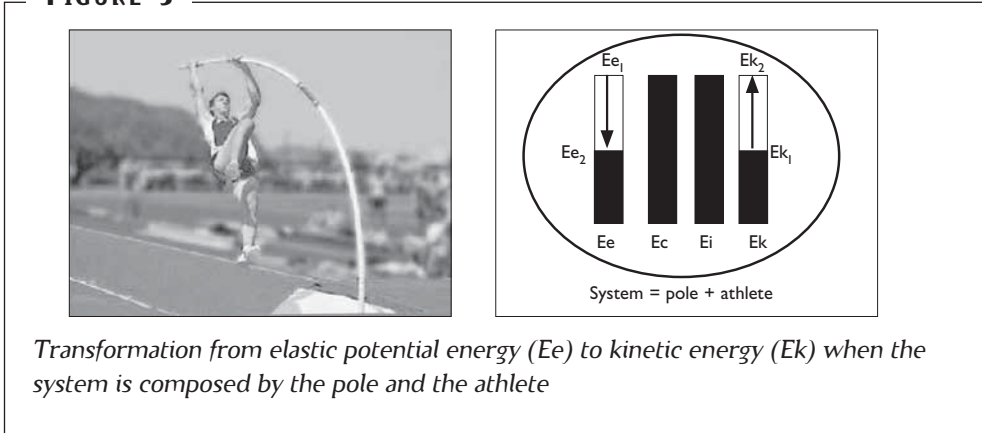 FIGURE 3
Ee₁ Ek₂
Ee₂ Ek₁
Ee Ec Ei Ek
System = pole + athlete
Transformation from elastic potential energy (Ee) to kinetic energy (Ek) when the
system is composed by the pole and the athlete